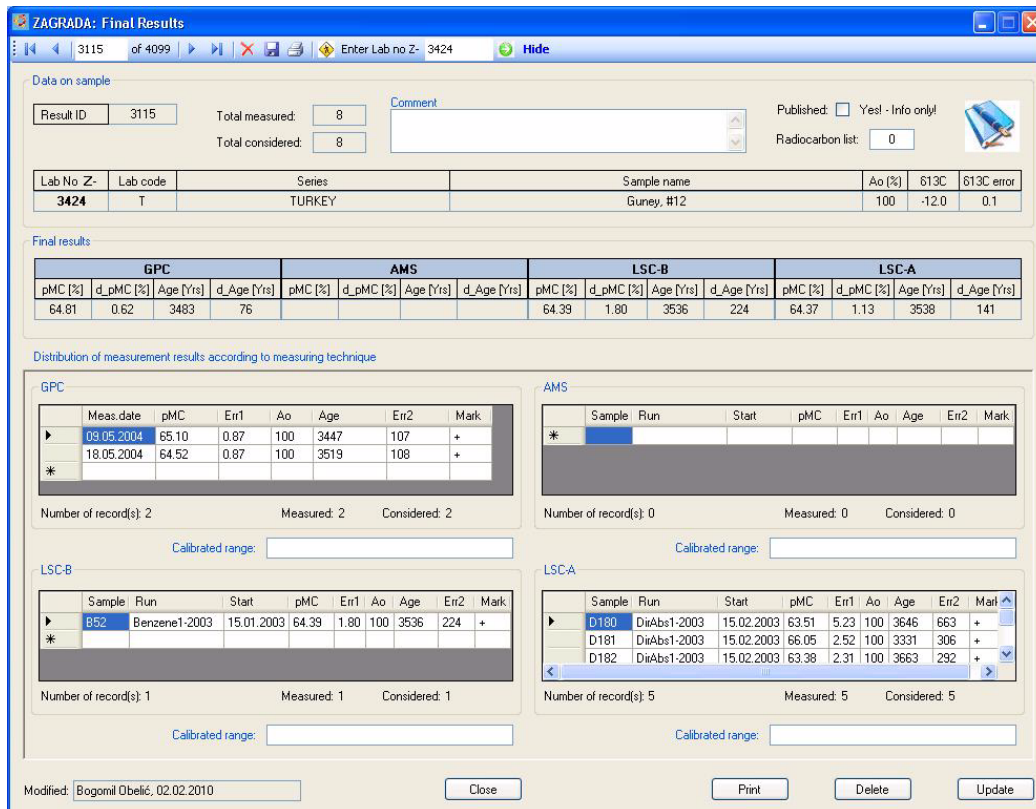 ZAGRADA: Final Results
3115 of 4099 Enter Lab no Z- 3424 Hide
Data on sample
Result ID 3115 Total measured: 8 Comment Published: Yes! - Info only!
Total considered: 8 Radiocarbon list: 0
Lab No Z- Lab code Series Sample name Ao (%) δ13C δ13C error
3424 T TURKEY Guney, #12 100 -12.0 0.1
Final results
GPC AMS LSC-B LSC-A
pMC [%] d_pMC [%] Age [Yrs] d_Age [Yrs] pMC [%] d_pMC [%] Age [Yrs] d_Age [Yrs] pMC [%] d_pMC [%] Age [Yrs] d_Age [Yrs] pMC [%] d_pMC [%] Age [Yrs] d_Age [Yrs]
64.81 0.62 3483 76 64.39 1.80 3536 224 64.37 1.13 3538 141
Distribution of measurement results according to measuring technique
GPC
Meas.date pMC Err1 Ao Age Err2 Mark
09.05.2004 65.10 0.87 100 3447 107 +
18.05.2004 64.52 0.87 100 3519 108 +
Number of record(s): 2 Measured: 2 Considered: 2
Calibrated range:
AMS
Sample Run Start pMC Err1 Ao Age Err2 Mark
Number of record(s): 0 Measured: 0 Considered: 0
Calibrated range:
LSC-B
Sample Run Start pMC Err1 Ao Age Err2 Mark
B52 Benzene1-2003 15.01.2003 64.39 1.80 100 3536 224 +
Number of record(s): 1 Measured: 1 Considered: 1
Calibrated range:
LSC-A
Sample Run Start pMC Err1 Ao Age Err2 Mark
D180 DirAbs1-2003 15.02.2003 63.51 5.23 100 3646 663 +
D181 DirAbs1-2003 15.02.2003 66.05 2.52 100 3331 306 +
D182 DirAbs1-2003 15.02.2003 63.38 2.31 100 3663 292 +
Number of record(s): 5 Measured: 5 Considered: 5
Calibrated range:
Modified: Bogomil Obelić, 02.02.2010 Close Print Delete Update